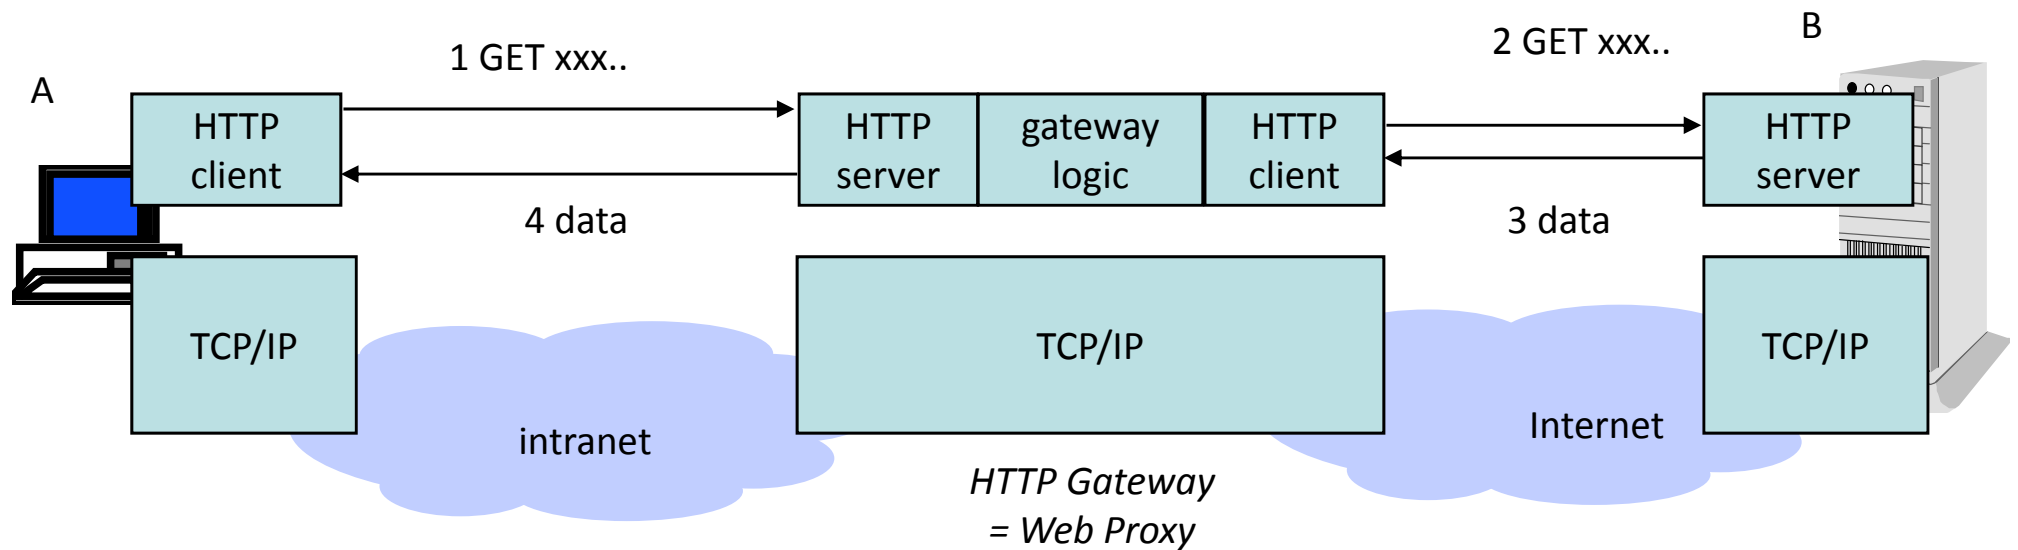 A
1 GET xxx..
2 GET xxx..
B
HTTP
client
HTTP
server
gateway
logic
HTTP
client
HTTP
server
4 data
3 data
TCP/IP
TCP/IP
TCP/IP
intranet
Internet
HTTP Gateway
= Web Proxy